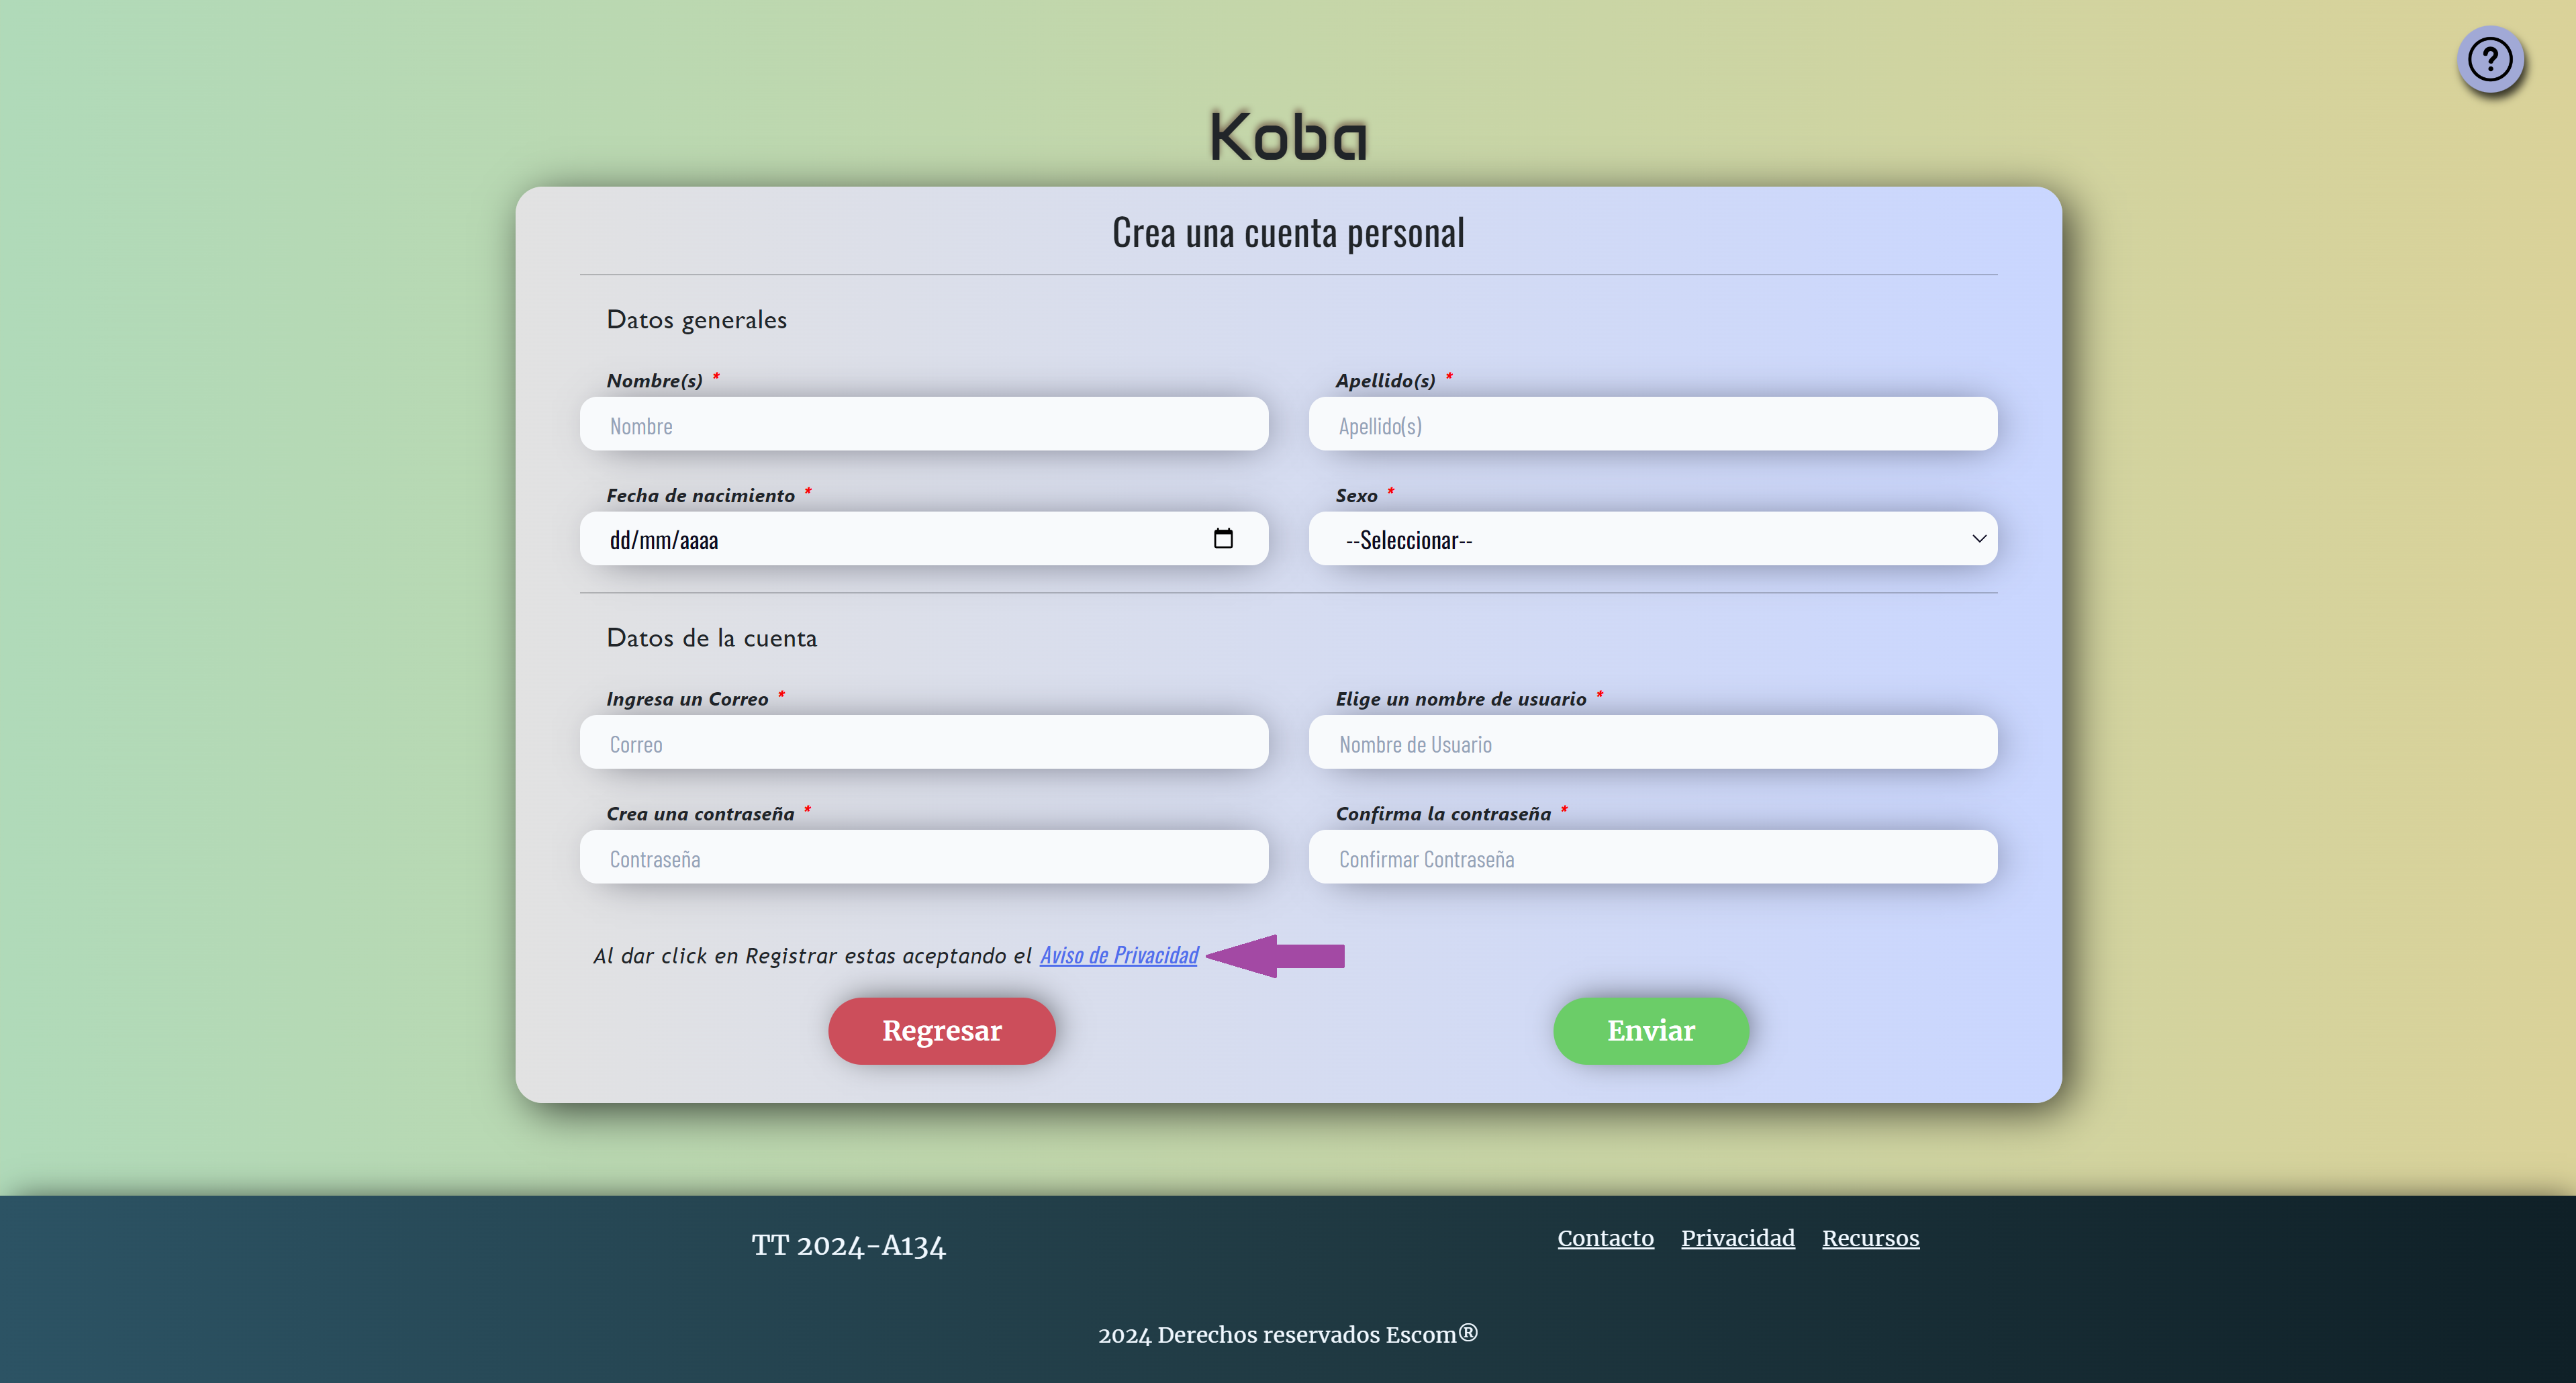 ?
Koba
Crea una cuenta personal
Datos generales
Nombre(s) * Apellido(s) *
Nombre Apellido(s)
Fecha de nacimiento * Sexo *
dd/mm/aaaa --Seleccionar--
Datos de la cuenta
Ingresa un Correo * Elige un nombre de usuario *
Correo Nombre de Usuario
Crea una contraseña * Confirma la contraseña *
Contraseña Confirmar Contraseña
Al dar click en Registrar estas aceptando el Aviso de Privacidad
Regresar Enviar
TT 2024-A134 Contacto Privacidad Recursos
2024 Derechos reservados Escom®